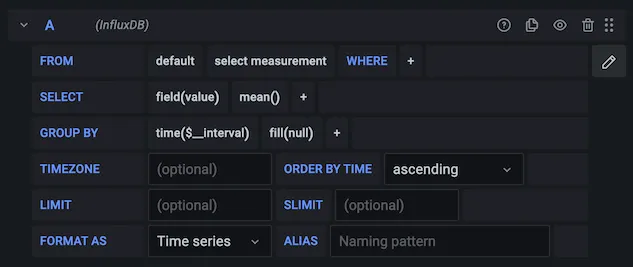 A (InfluxDB)
FROM default select measurement WHERE +
SELECT field(value) mean() +
GROUP BY time($__interval) fill(null) +
TIMEZONE (optional) ORDER BY TIME ascending
LIMIT (optional) SLIMIT (optional)
FORMAT AS Time series ALIAS Naming pattern